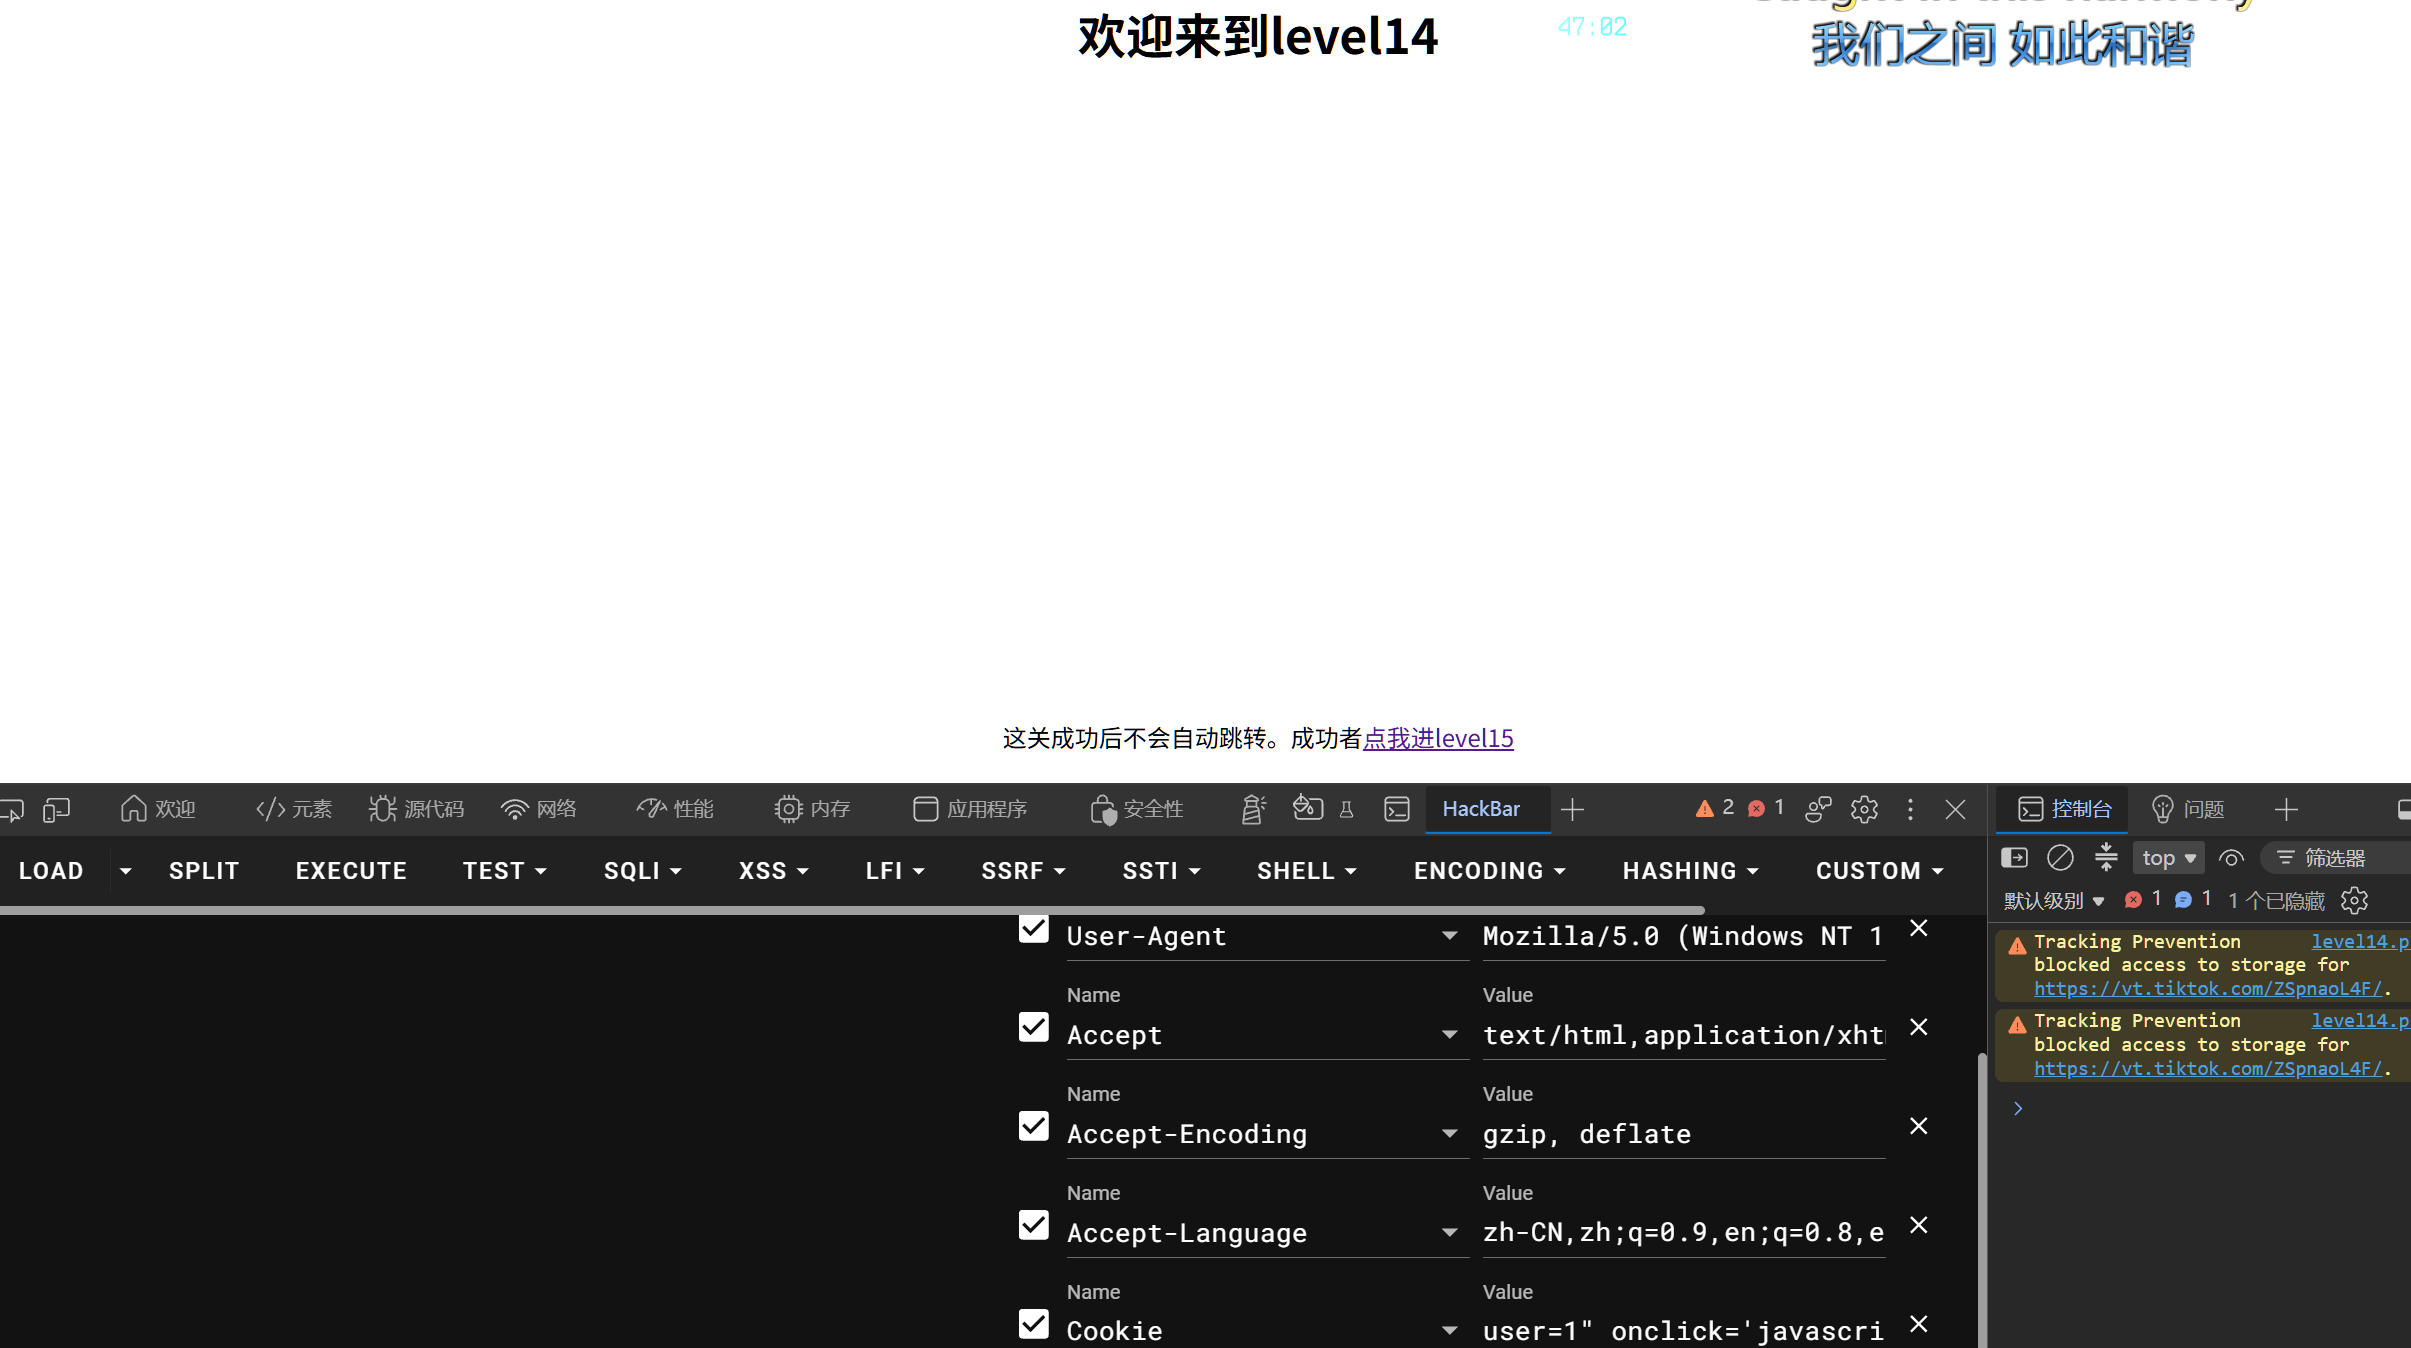 欢迎来到level14
47:02
我们之间 如此和谐
这关成功后不会自动跳转。成功者点我进level15
欢迎 元素 源代码 网络 性能 内存 应用程序 安全性 HackBar 2 1 控制台 问题
LOAD SPLIT EXECUTE TEST SQLI XSS LFI SSRF SSTI SHELL ENCODING HASHING CUSTOM
top 筛选器
默认级别 1 1 1 个已隐藏
User-Agent Mozilla/5.0 (Windows NT 1
Name Value
Accept text/html,application/xht
Name Value
Accept-Encoding gzip, deflate
Name Value
Accept-Language zh-CN,zh;q=0.9,en;q=0.8,e
Name Value
Cookie user=1" onclick='javascri
Tracking Prevention level14.p
blocked access to storage for
https://vt.tiktok.com/ZSpnaoL4F/.
Tracking Prevention level14.p
blocked access to storage for
https://vt.tiktok.com/ZSpnaoL4F/.